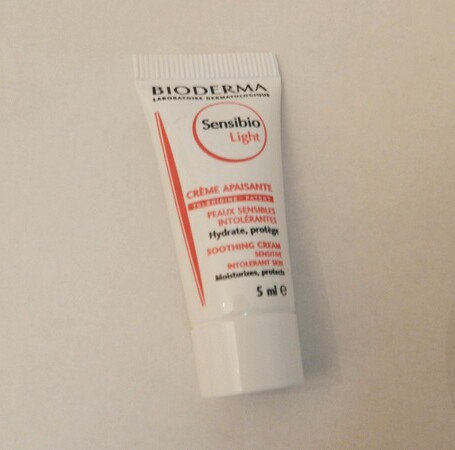 BIODERMA
LABORATOIRE DERMATOLOGIQUE
Sensibio
Light
CRÈME APAISANTE
TOLERIDINE PATENT
PEAUX SENSIBLES
INTOLÉRANTES
Hydrate, protège
SOOTHING CREAM
SENSITIVE
INTOLERANT SKIN
Moisturizes, protects
5 ml ℮